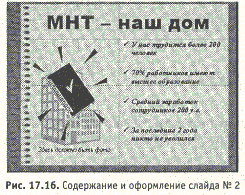 МНТ – наш дом
✓ У нас трудится более 200
человек
✓ 70% работников имеют
высшее образование
✓ Средний заработок
сотрудников 200 у.е.
✓ За последние 2 года
никто не уволился
Здесь должно быть фото
Рис. 17.16. Содержание и оформление слайда № 2